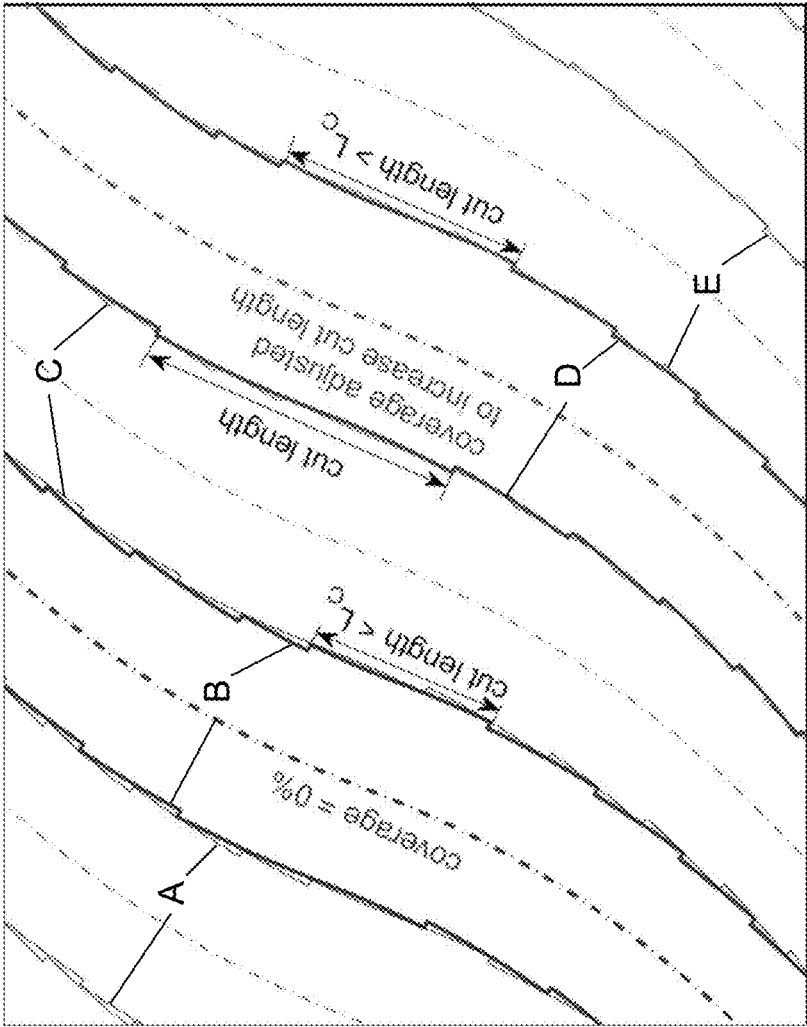 cut length > L_C
C
coverage adjusted
to increase cut length
cut length
E
D
cut length < L_C
B
coverage = 0%
A